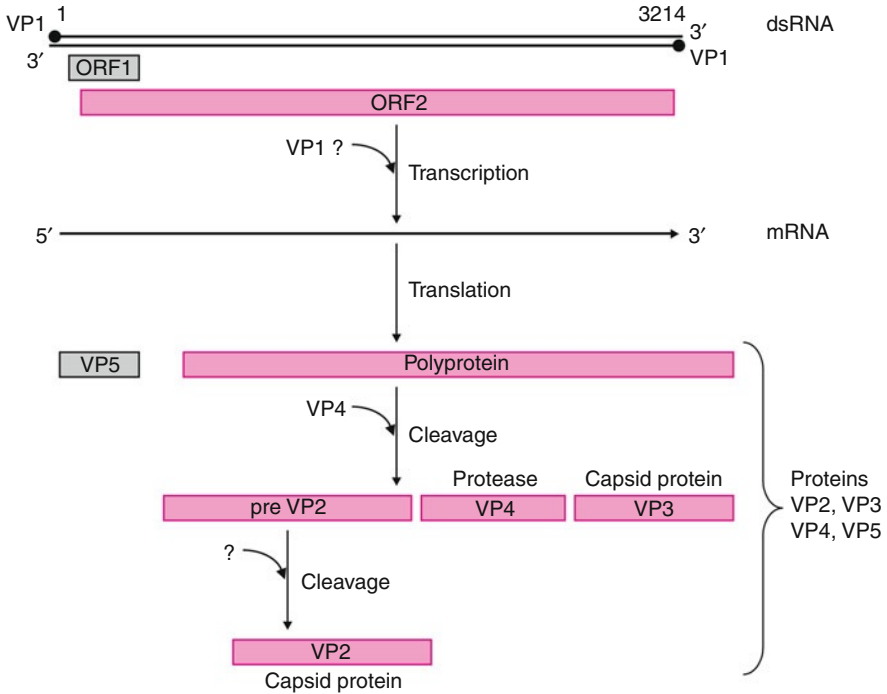 VP1 1 3214 3′ dsRNA
3′ VP1
ORF1
ORF2
VP1 ?
Transcription
5′ 3′ mRNA
Translation
VP5 Polyprotein
VP4
Cleavage
Protease Capsid protein
pre VP2 VP4 VP3
Proteins
VP2, VP3
VP4, VP5
?
Cleavage
VP2
Capsid protein